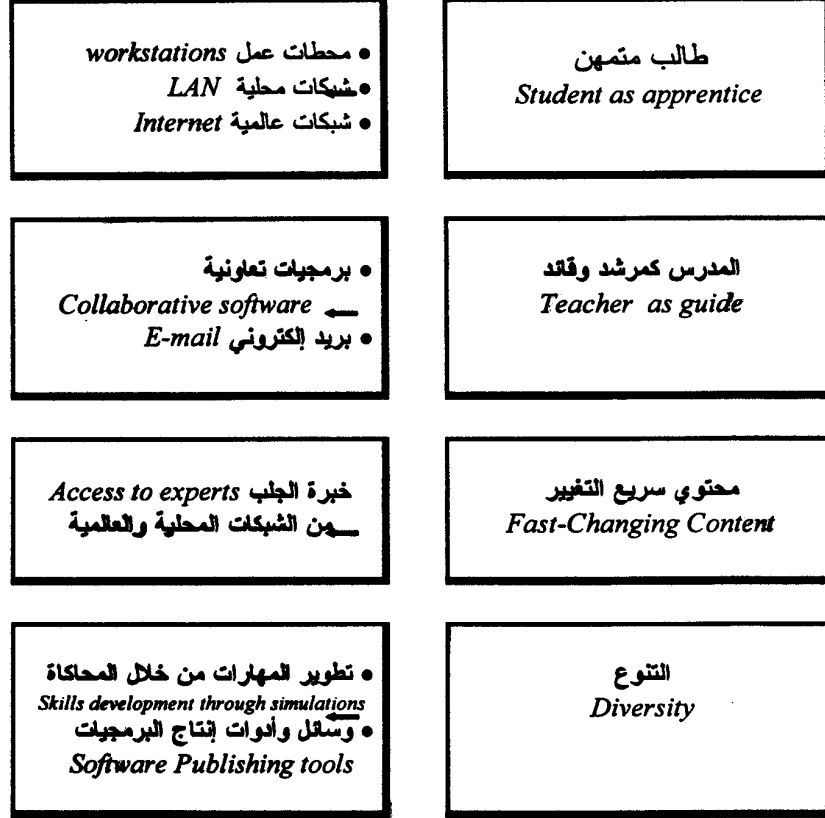 طالب متمهن
Student as apprentice
• محطات عمل workstations
• شبكات محلية LAN
• شبكات عالمية Internet
المدرس كمرشد وقائد
Teacher as guide
• برمجيات تعاونية
Collaborative software
• بريد إلكتروني E-mail
محتوي سريع التغيير
Fast-Changing Content
خبرة الجلب Access to experts
من الشبكات المحلية والعالمية
التنوع
Diversity
• تطوير المهارات من خلال المحاكاة
Skills development through simulations
• وسائل وأدوات إنتاج البرمجيات
Software Publishing tools